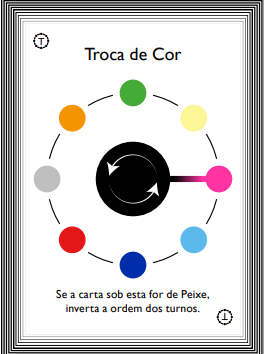 T
Troca de Cor
Se a carta sob esta for de Peixe,
inverta a ordem dos turnos.
T